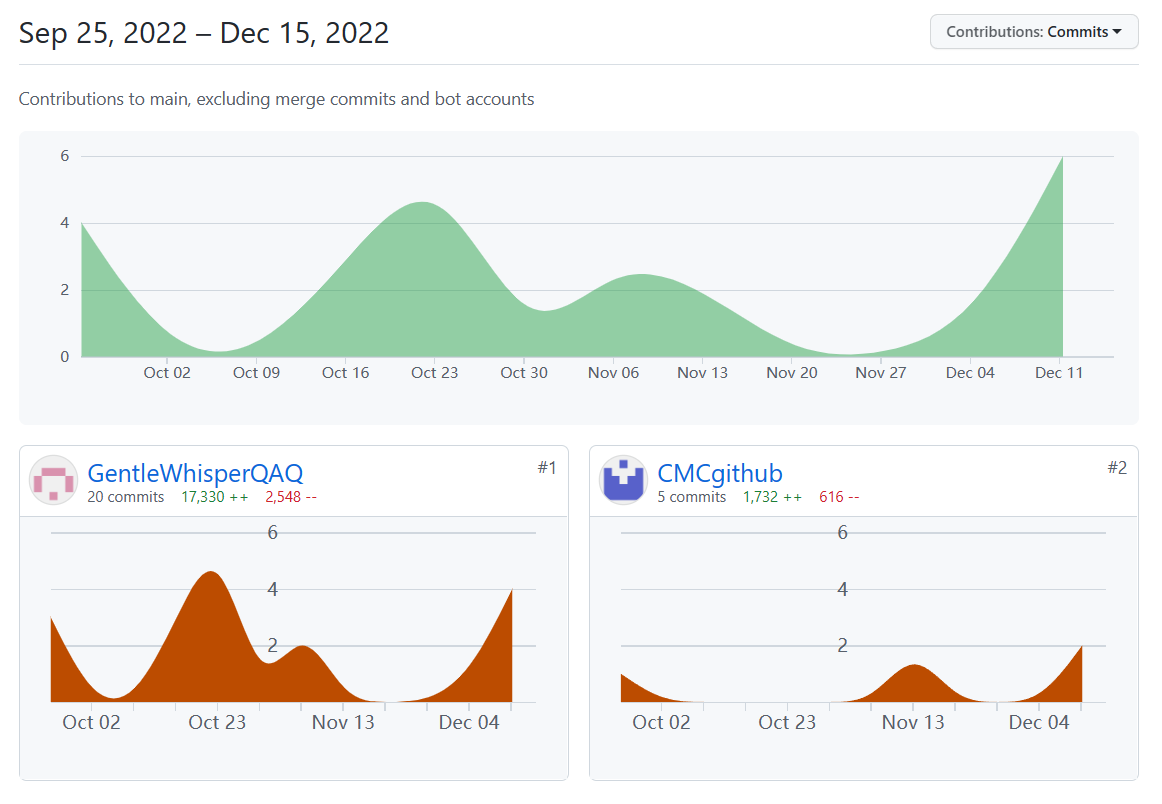 Sep 25, 2022 – Dec 15, 2022
Contributions: Commits
Contributions to main, excluding merge commits and bot accounts
6
4
2
0
Oct 02 Oct 09 Oct 16 Oct 23 Oct 30 Nov 06 Nov 13 Nov 20 Nov 27 Dec 04 Dec 11
GentleWhisperQAQ #1
20 commits 17,330 ++ 2,548 --
6
4
2
Oct 02 Oct 23 Nov 13 Dec 04
CMCgithub #2
5 commits 1,732 ++ 616 --
6
4
2
Oct 02 Oct 23 Nov 13 Dec 04